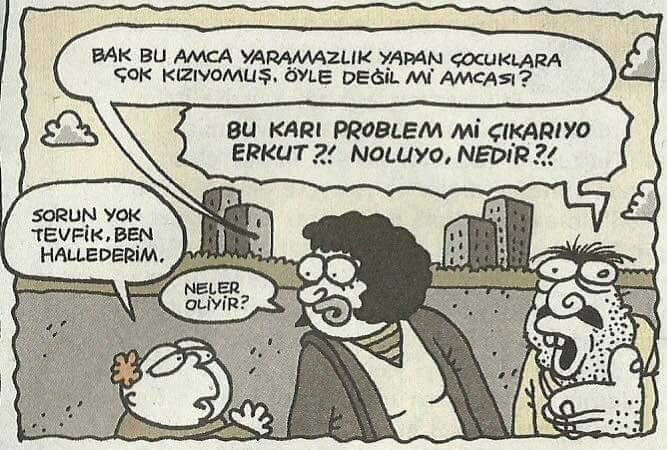 BAK BU AMCA YARAMAZLIK YAPAN ÇOCUKLARA
ÇOK KIZIYOMUŞ. ÖYLE DEĞİL Mİ AMCASI?
BU KARI PROBLEM Mİ ÇIKARIYO
ERKUT?! NOLUYO, NEDİR?!
SORUN YOK
TEVFİK, BEN
HALLEDERİM.
NELER
OLİYİR?